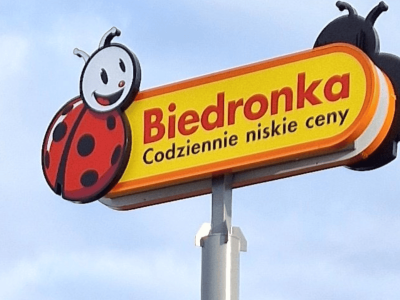 Biedronka
Codziennie niskie ceny